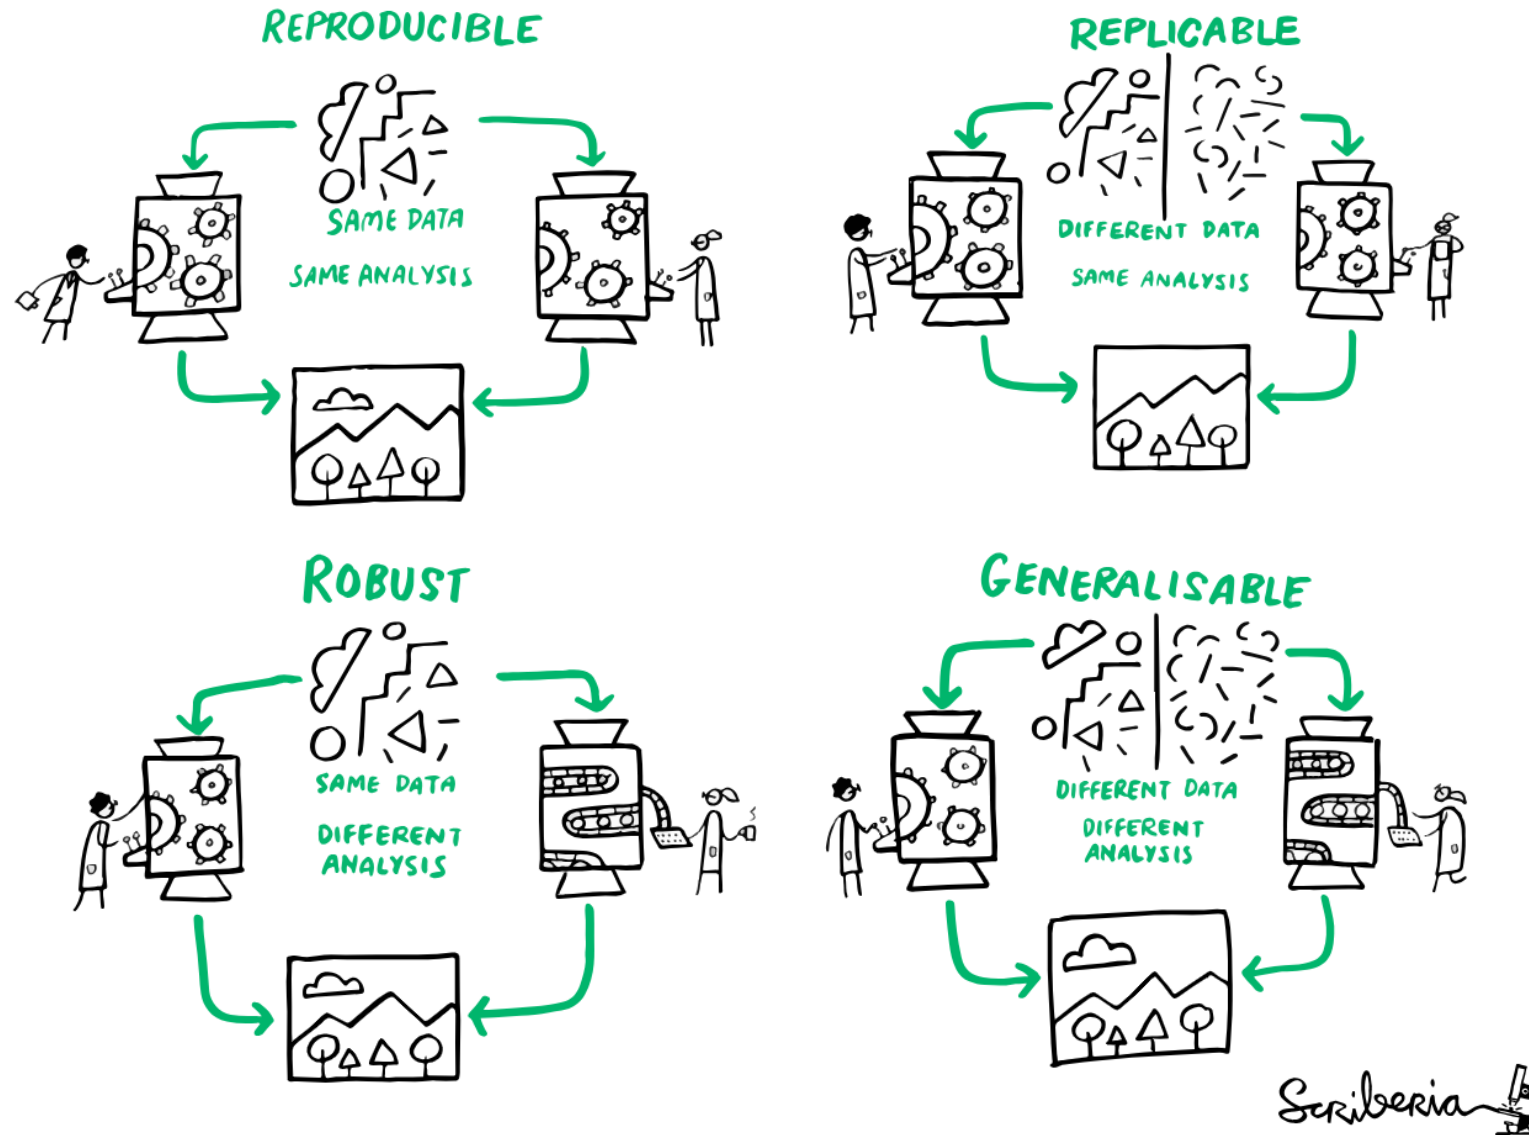 REPRODUCIBLE
SAME DATA
SAME ANALYSIS
REPLICABLE
DIFFERENT DATA
SAME ANALYSIS
ROBUST
SAME DATA
DIFFERENT
ANALYSIS
GENERALISABLE
DIFFERENT DATA
DIFFERENT
ANALYSIS
Scriberia